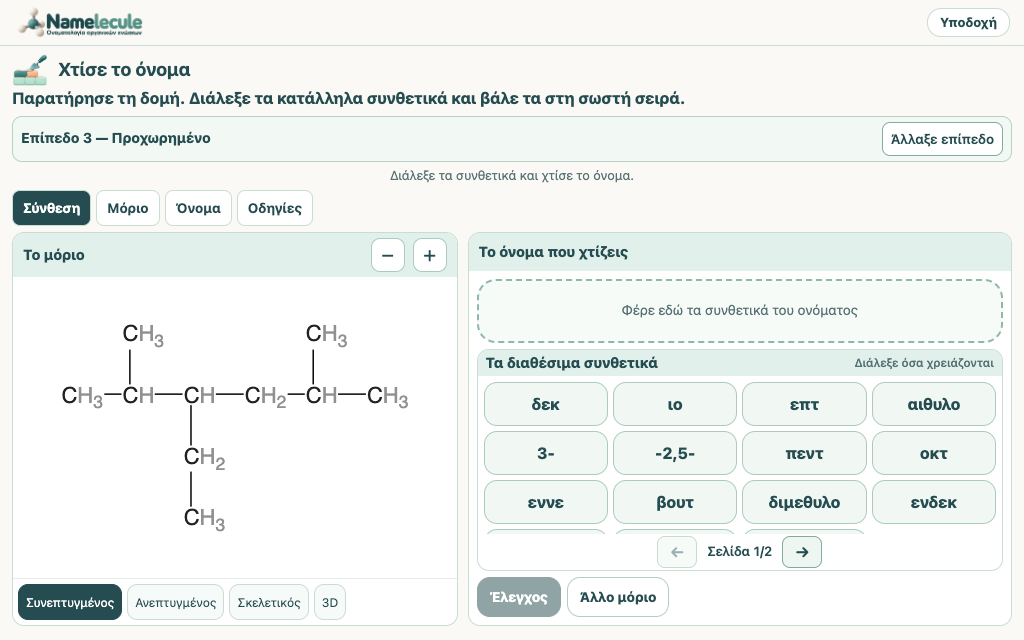 Namelecule
Ονοματολογία οργανικών ενώσεων
Υποδοχή
Χτίσε το όνομα
Παρατήρησε τη δομή. Διάλεξε τα κατάλληλα συνθετικά και βάλε τα στη σωστή σειρά.
Επίπεδο 3 — Προχωρημένο
Άλλαξε επίπεδο
Διάλεξε τα συνθετικά και χτίσε το όνομα.
Σύνθεση Μόριο Όνομα Οδηγίες
Το μόριο
− +
CH3 CH3
CH3 CH CH CH2 CH CH3
CH2
CH3
Συνεπτυγμένος Ανεπτυγμένος Σκελετικός 3D
Το όνομα που χτίζεις
Φέρε εδώ τα συνθετικά του ονόματος
Τα διαθέσιμα συνθετικά Διάλεξε όσα χρειάζονται
δεκ ιο επτ αιθυλο
3- -2,5- πεντ οκτ
εννε βουτ διμεθυλο ενδεκ
← Σελίδα 1/2 →
Έλεγχος Άλλο μόριο